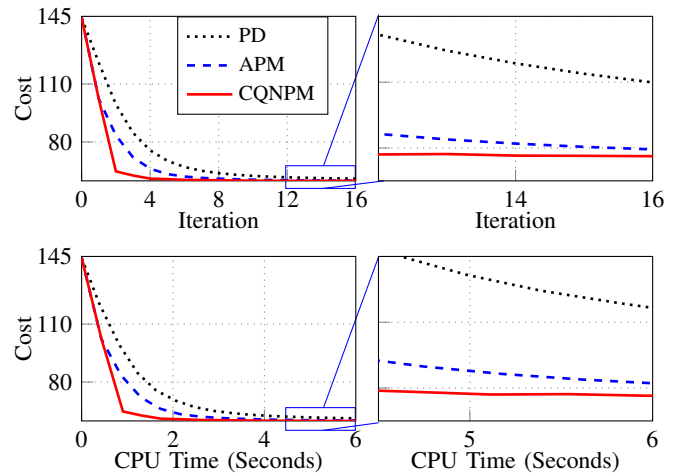 145
110
80
Cost
PD
APM
CQNPM
0 4 8 12 16
Iteration
14 16
Iteration
145
110
80
Cost
0 2 4 6
CPU Time (Seconds)
5 6
CPU Time (Seconds)